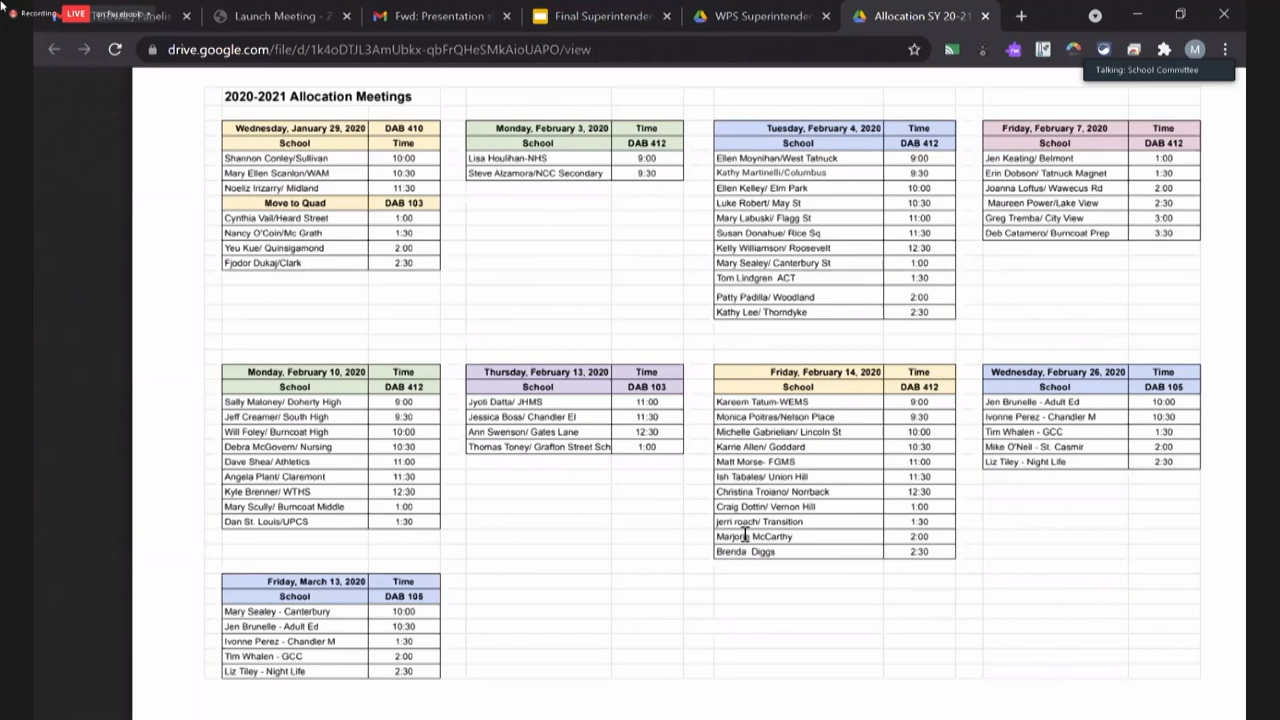 Recording LIVE on Facebook
Launch Meeting - Z
Fwd: Presentation s
Final Superintender
WPS Superintender
Allocation SY 20-21
drive.google.com/file/d/1k4oDTJL3AmUbkx-qbFrQHeSMkAioUAPO/view
M
Talking: School Committee
2020-2021 Allocation Meetings
Wednesday, January 29, 2020 DAB 410
School Time
Shannon Conley/Sullivan 10:00
Mary Ellen Scanlon/WAM 10:30
Noeliz Irizarry/ Midland 11:30
Move to Quad DAB 103
Cynthia Vail/Heard Street 1:00
Nancy O'Coin/Mc Grath 1:30
Yeu Kue/ Quinsigamond 2:00
Fjodor Dukaj/Clark 2:30
Monday, February 3, 2020 Time
School DAB 412
Lisa Houlihan-NHS 9:00
Steve Alzamora/NCC Secondary 9:30
Tuesday, February 4, 2020 Time
School DAB 412
Ellen Moynihan/West Tatnuck 9:00
Kathy Martinelli/Columbus 9:30
Ellen Kelley/ Elm Park 10:00
Luke Robert/ May St 10:30
Mary Labuski/ Flagg St 11:00
Susan Donahue/ Rice Sq 11:30
Kelly Williamson/ Roosevelt 12:30
Mary Sealey/ Canterbury St 1:00
Tom Lindgren ACT 1:30
Patty Padilla/ Woodland 2:00
Kathy Lee/ Thorndyke 2:30
Friday, February 7, 2020 Time
School DAB 412
Jen Keating/ Belmont 1:00
Erin Dobson/ Tatnuck Magnet 1:30
Joanna Loftus/ Wawecus Rd 2:00
Maureen Power/Lake View 2:30
Greg Tremba/ City View 3:00
Deb Catamero/ Burncoat Prep 3:30
Monday, February 10, 2020 Time
School DAB 412
Sally Maloney/ Doherty High 9:00
Jeff Creamer/ South High 9:30
Will Foley/ Burncoat High 10:00
Debra McGovern/ Nursing 10:30
Dave Shea/ Athletics 11:00
Angela Plant/ Claremont 11:30
Kyle Brenner/ WTHS 12:30
Mary Scully/ Burncoat Middle 1:00
Dan St. Louis/UPCS 1:30
Thursday, February 13, 2020 Time
School DAB 103
Jyoti Datta/ JHMS 11:00
Jessica Boss/ Chandler El 11:30
Ann Swenson/ Gates Lane 12:30
Thomas Toney/ Grafton Street Sch 1:00
Friday, February 14, 2020 Time
School DAB 412
Kareem Tatum-WEMS 9:00
Monica Poitras/Nelson Place 9:30
Michelle Gabrielian/ Lincoln St 10:00
Karrie Allen/ Goddard 10:30
Matt Morse- FGMS 11:00
Ish Tabales/ Union Hill 11:30
Christina Troiano/ Norrback 12:30
Craig Dottin/ Vernon Hill 1:00
jerri roach/ Transition 1:30
Marjorie McCarthy 2:00
Brenda Diggs 2:30
Wednesday, February 26, 2020 Time
School DAB 105
Jen Brunelle - Adult Ed 10:00
Ivonne Perez - Chandler M 10:30
Tim Whalen - GCC 1:30
Mike O'Neil - St. Casmir 2:00
Liz Tiley - Night Life 2:30
Friday, March 13, 2020 Time
School DAB 105
Mary Sealey - Canterbury 10:00
Jen Brunelle - Adult Ed 10:30
Ivonne Perez - Chandler M 1:30
Tim Whalen - GCC 2:00
Liz Tiley - Night Life 2:30